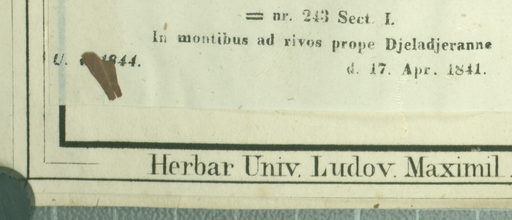 = nr. 243 Sect. I.
In montibus ad rivos prope Djeladjeranne
U. 1844.
d. 17. Apr. 1841.
Herbar Univ. Ludov. Maximil